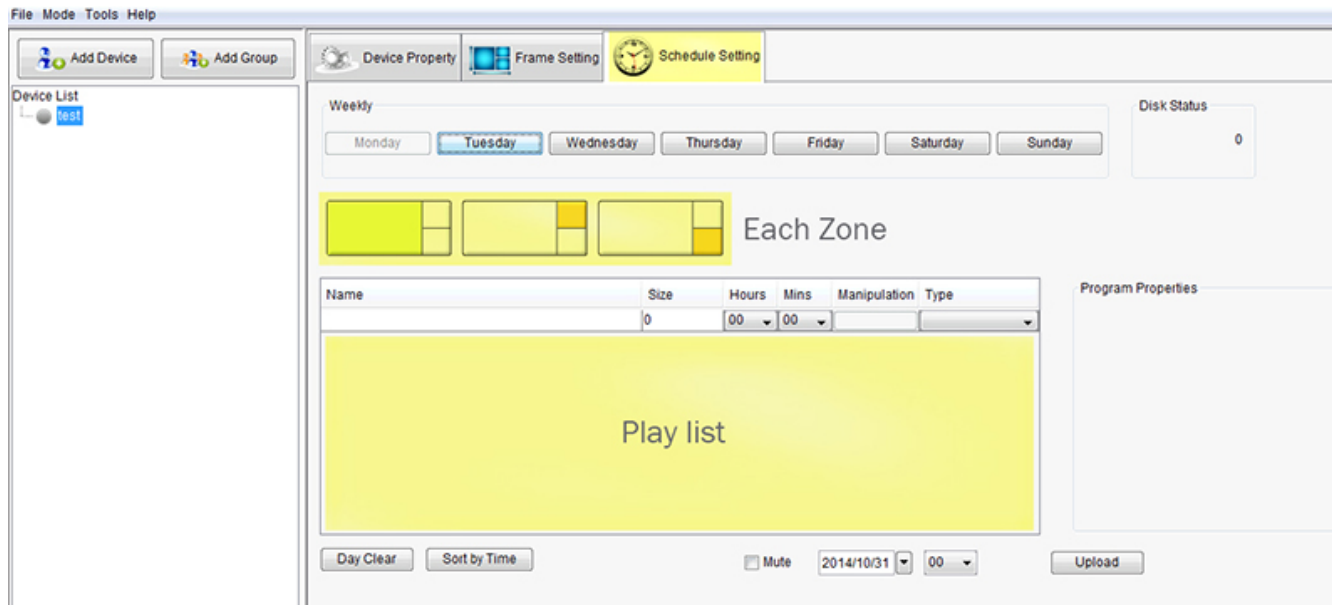 File Mode Tools Help
Add Device Add Group Device Property Frame Setting Schedule Setting
Device List
test
Weekly Disk Status
Monday Tuesday Wednesday Thursday Friday Saturday Sunday 0
Each Zone
Name Size Hours Mins Manipulation Type Program Properties
0 00 00
Play list
Day Clear Sort by Time Mute 2014/10/31 00 Upload